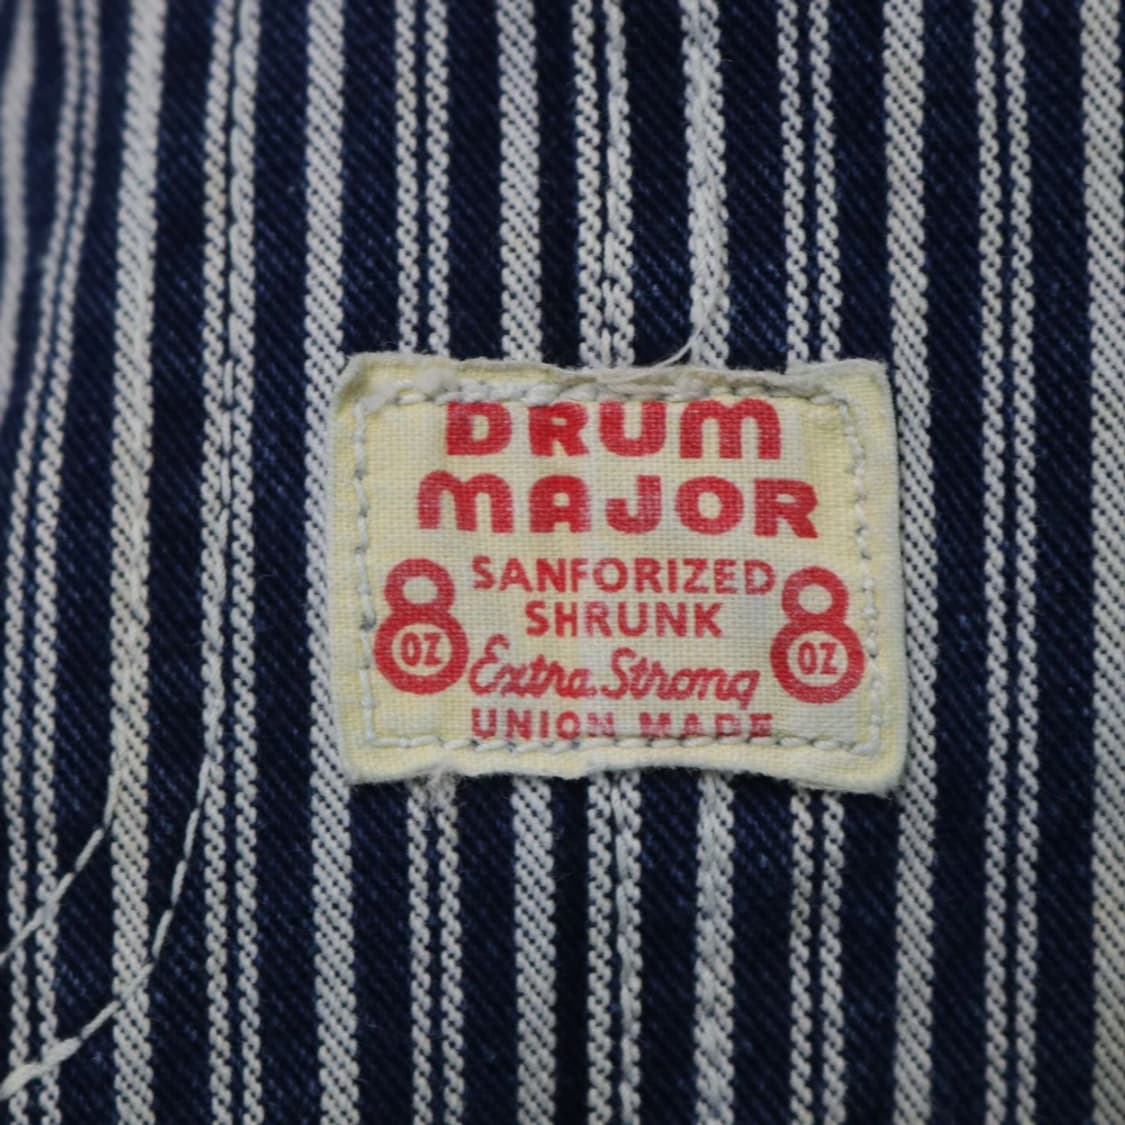 DRUM
MAJOR
8 OZ SANFORIZED 8 OZ
SHRUNK
Extra Strong
UNION MADE